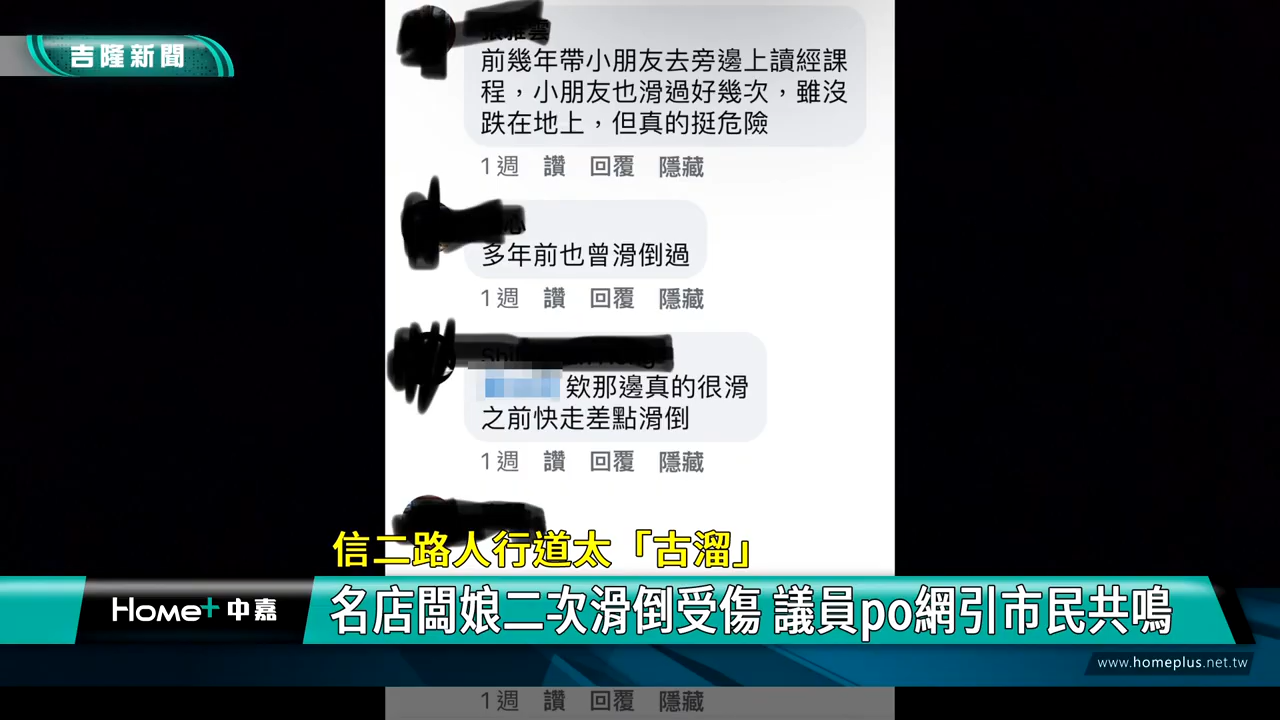 吉隆新聞
前幾年帶小朋友去旁邊上讀經課
程，小朋友也滑過好幾次，雖沒
跌在地上，但真的挺危險
1週 讚 回覆 隱藏
心
多年前也曾滑倒過
1週 讚 回覆 隱藏
欸那邊真的很滑
之前快走差點滑倒
1週 讚 回覆 隱藏
信二路人行道太「古溜」
Home+中嘉
名店闆娘二次滑倒受傷 議員po網引市民共鳴
www.homeplus.net.tw
1週 讚 回覆 隱藏